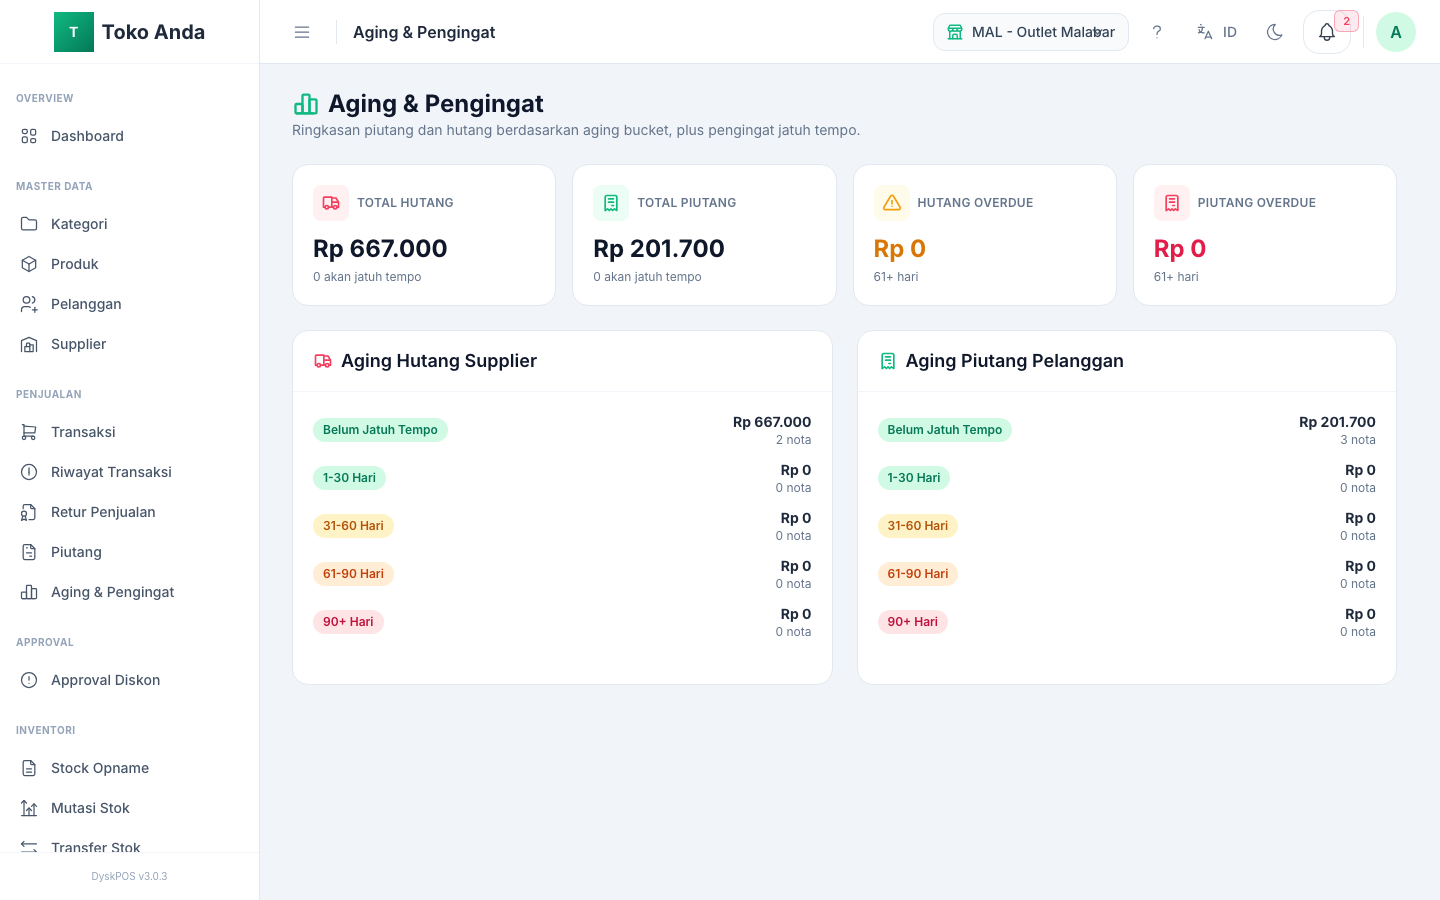 T Toko Anda
Aging & Pengingat
MAL - Outlet Malabar
?
ID
2
A
OVERVIEW
Dashboard
MASTER DATA
Kategori
Produk
Pelanggan
Supplier
PENJUALAN
Transaksi
Riwayat Transaksi
Retur Penjualan
Piutang
Aging & Pengingat
APPROVAL
Approval Diskon
INVENTORI
Stock Opname
Mutasi Stok
Transfer Stok
DyskPOS v3.0.3
Aging & Pengingat
Ringkasan piutang dan hutang berdasarkan aging bucket, plus pengingat jatuh tempo.
TOTAL HUTANG
Rp 667.000
0 akan jatuh tempo
TOTAL PIUTANG
Rp 201.700
0 akan jatuh tempo
HUTANG OVERDUE
Rp 0
61+ hari
PIUTANG OVERDUE
Rp 0
61+ hari
Aging Hutang Supplier
Belum Jatuh Tempo
Rp 667.000
2 nota
1-30 Hari
Rp 0
0 nota
31-60 Hari
Rp 0
0 nota
61-90 Hari
Rp 0
0 nota
90+ Hari
Rp 0
0 nota
Aging Piutang Pelanggan
Belum Jatuh Tempo
Rp 201.700
3 nota
1-30 Hari
Rp 0
0 nota
31-60 Hari
Rp 0
0 nota
61-90 Hari
Rp 0
0 nota
90+ Hari
Rp 0
0 nota